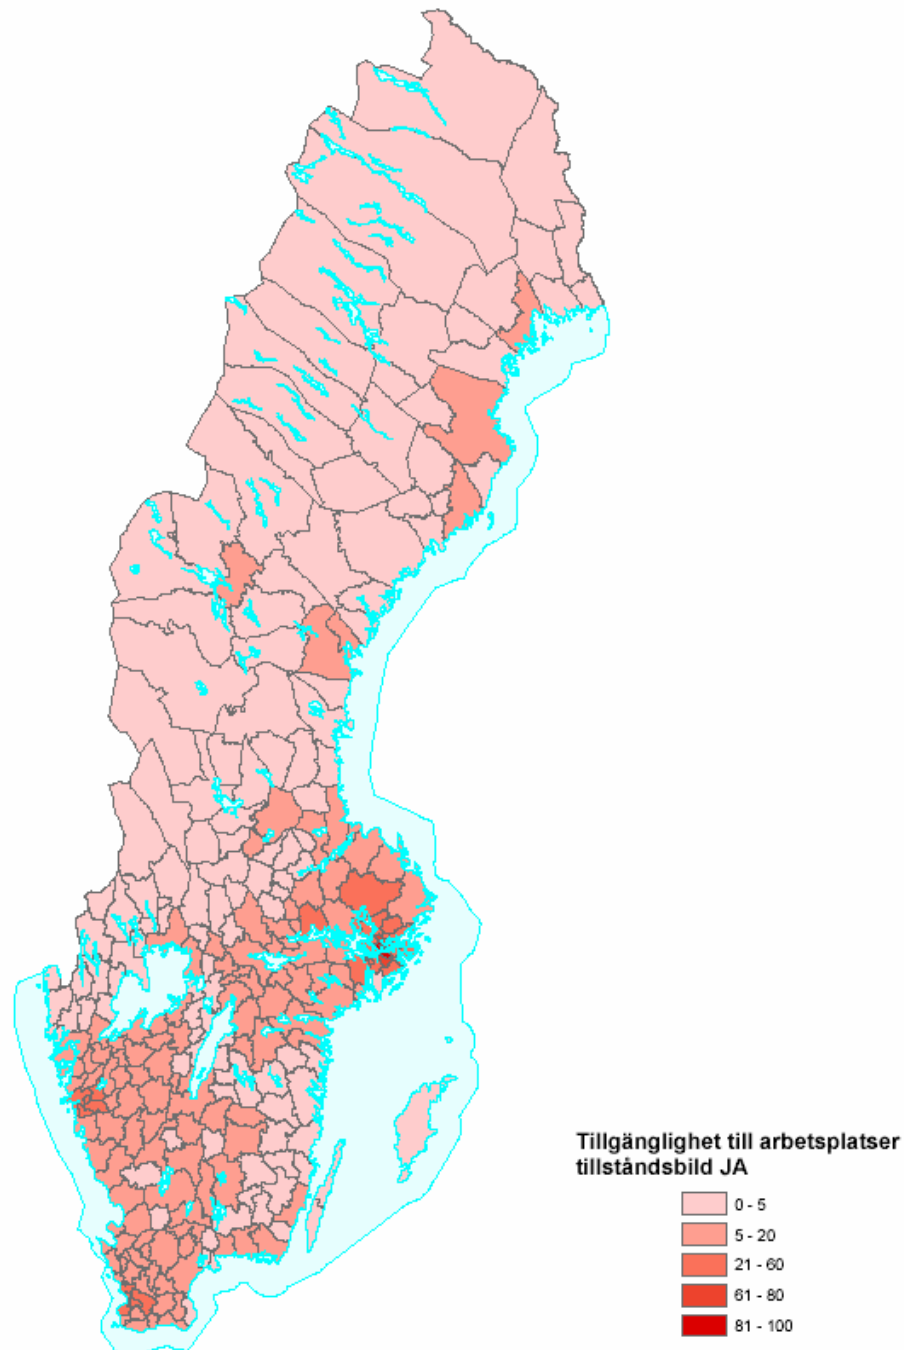 Tillgänglighet till arbetsplatser
tillståndsbild JA
0 - 5
5 - 20
21 - 60
61 - 80
81 - 100